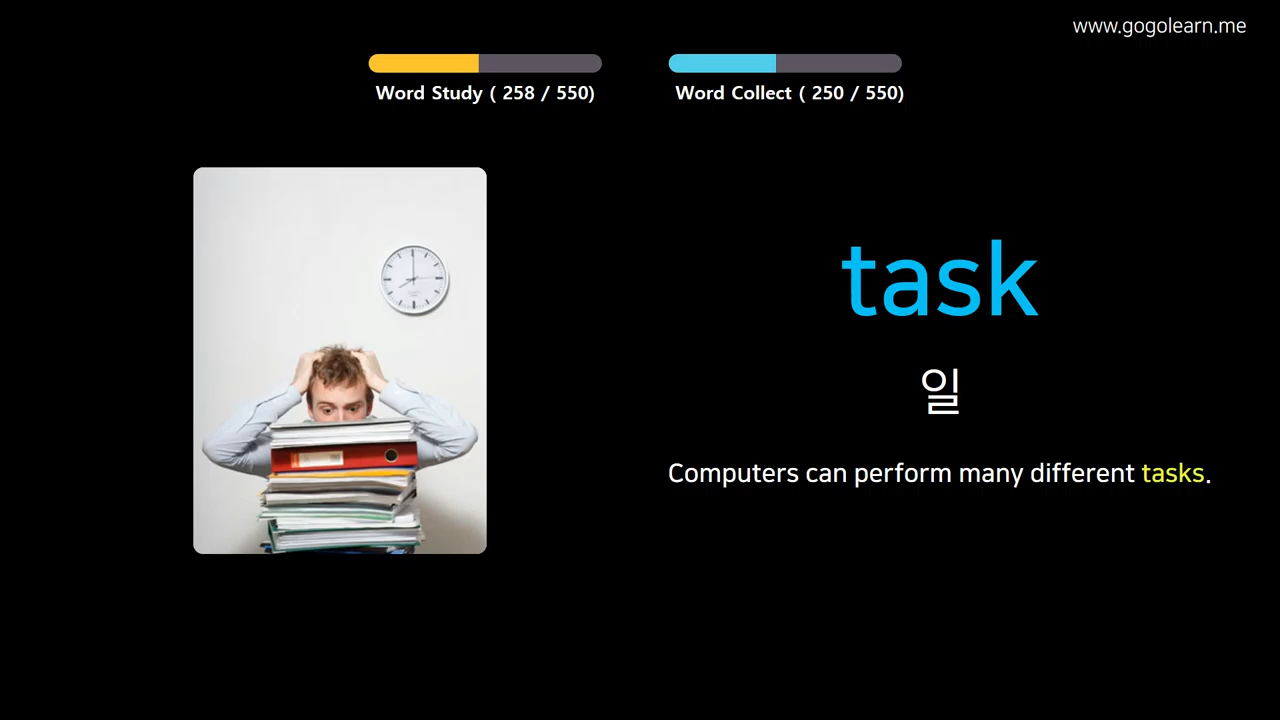 www.gogolearn.me
Word Study ( 258 / 550)
Word Collect ( 250 / 550)
task
일
Computers can perform many different tasks.